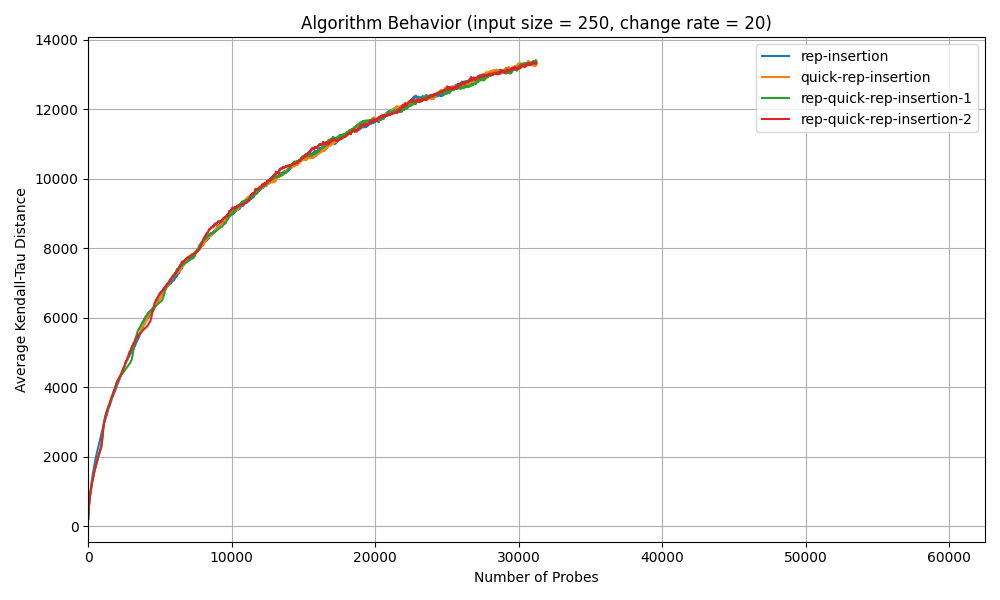 Algorithm Behavior (input size = 250, change rate = 20)
Average Kendall-Tau Distance
14000
12000
10000
8000
6000
4000
2000
0
rep-insertion
quick-rep-insertion
rep-quick-rep-insertion-1
rep-quick-rep-insertion-2
0 10000 20000 30000 40000 50000 60000
Number of Probes